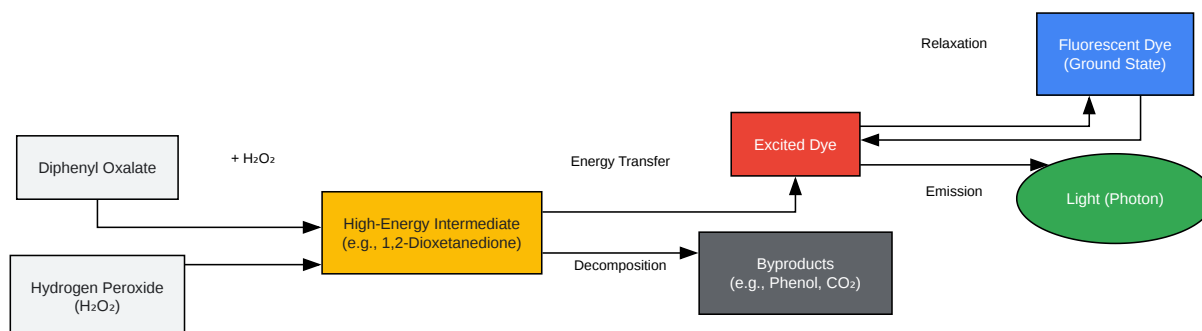 Relaxation
Fluorescent Dye
(Ground State)
Diphenyl Oxalate
+ H₂O₂
Energy Transfer
Excited Dye
Emission
Light (Photon)
High-Energy Intermediate
(e.g., 1,2-Dioxetanedione)
Decomposition
Byproducts
(e.g., Phenol, CO₂)
Hydrogen Peroxide
(H₂O₂)